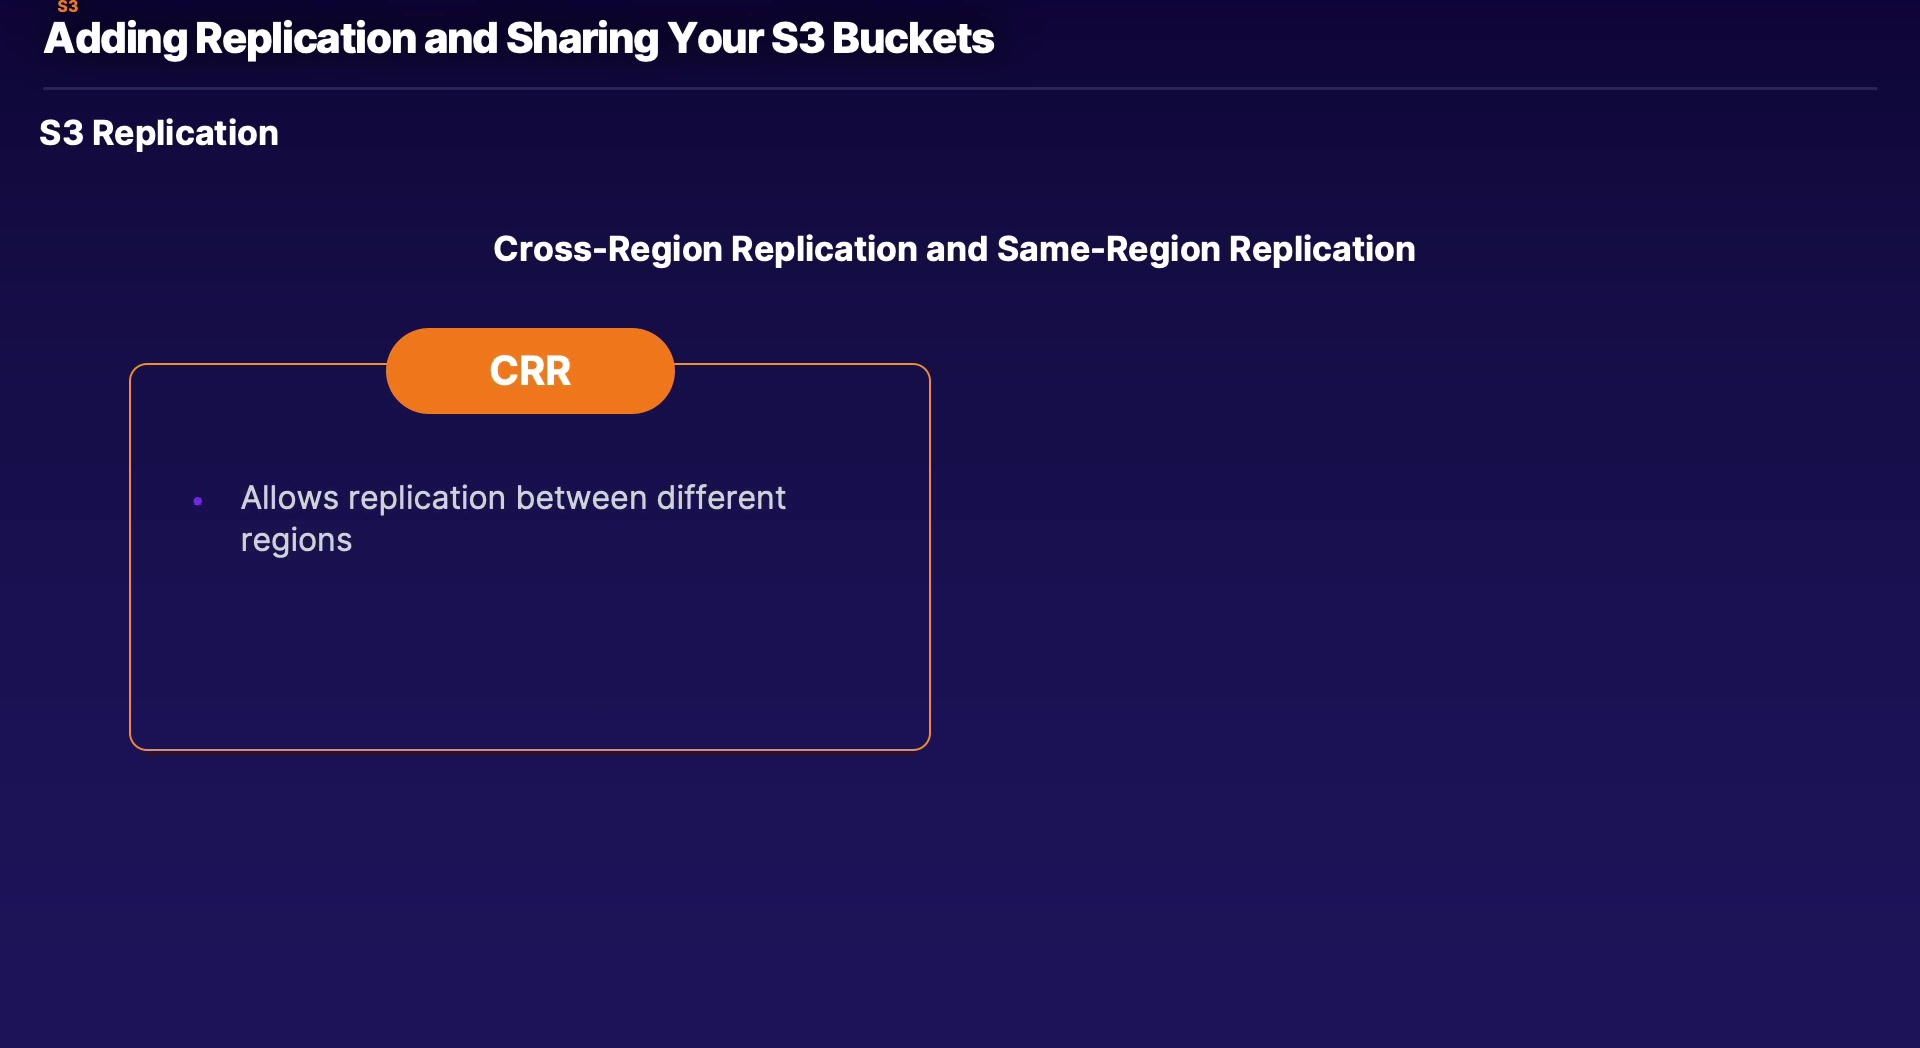 S3
Adding Replication and Sharing Your S3 Buckets
S3 Replication
Cross-Region Replication and Same-Region Replication
CRR
• Allows replication between different
regions